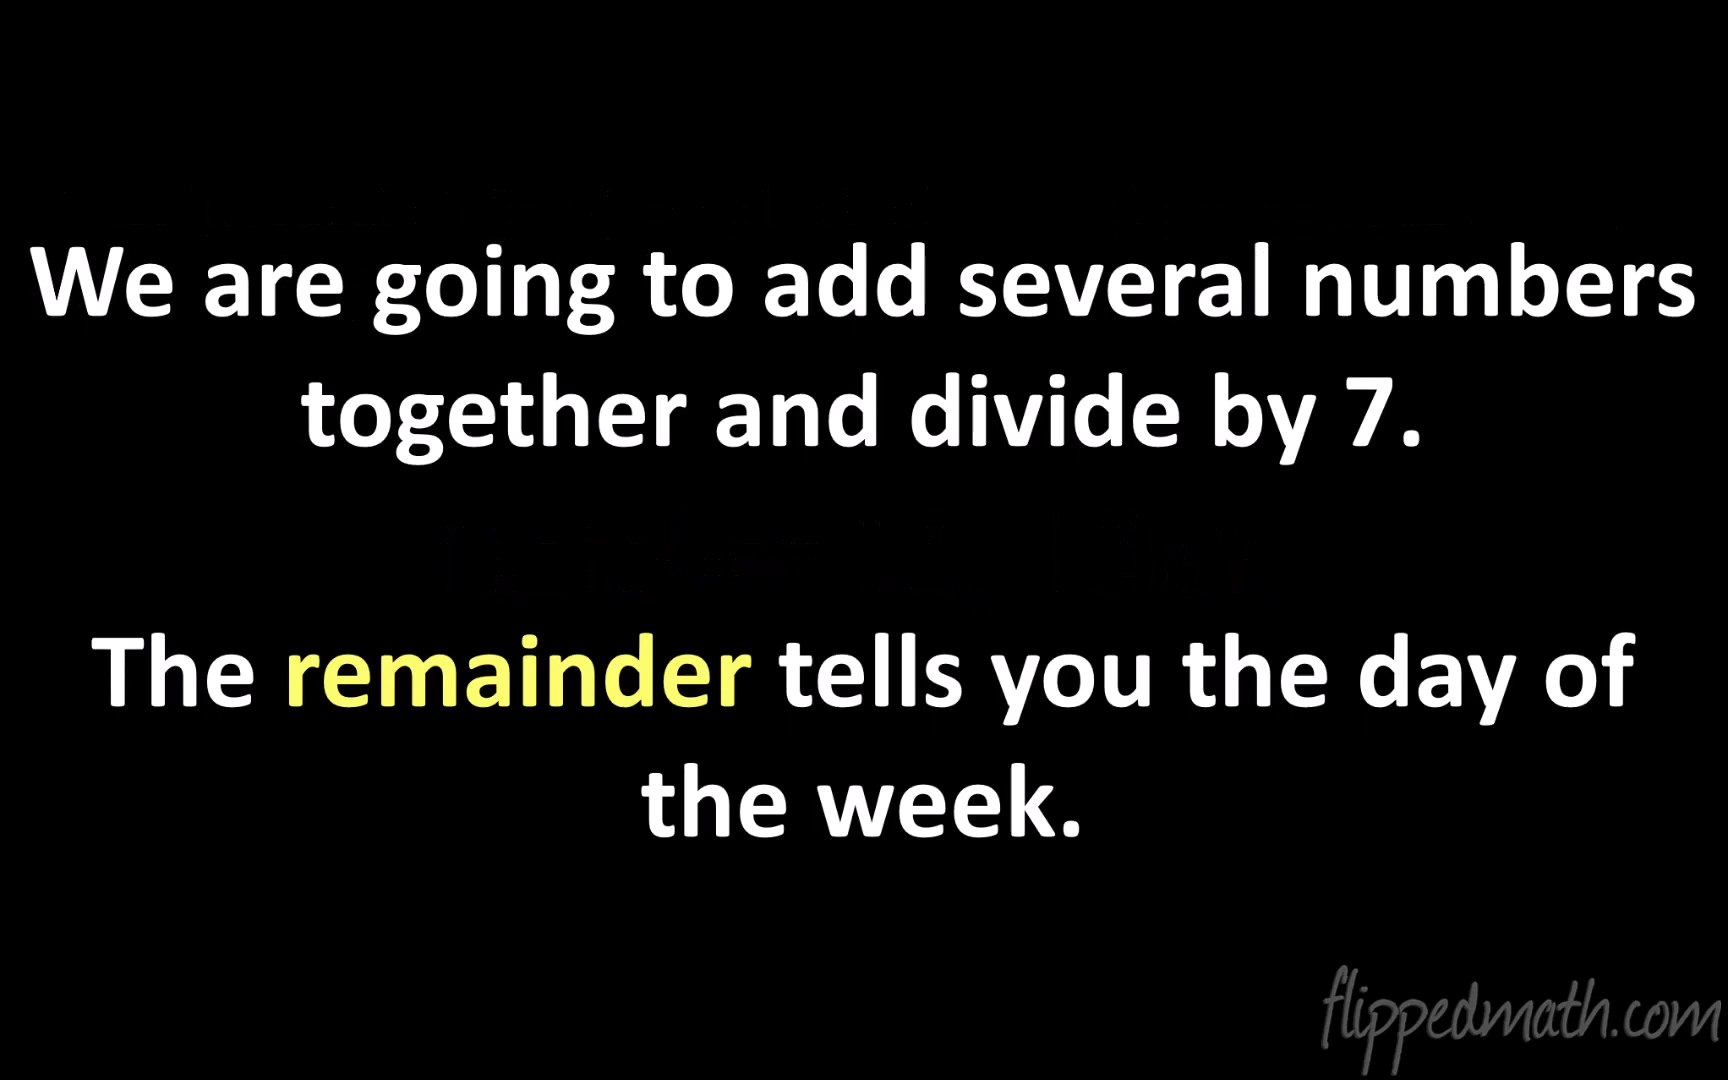 We are going to add several numbers
together and divide by 7.
The remainder tells you the day of
the week.
flippedmath.com